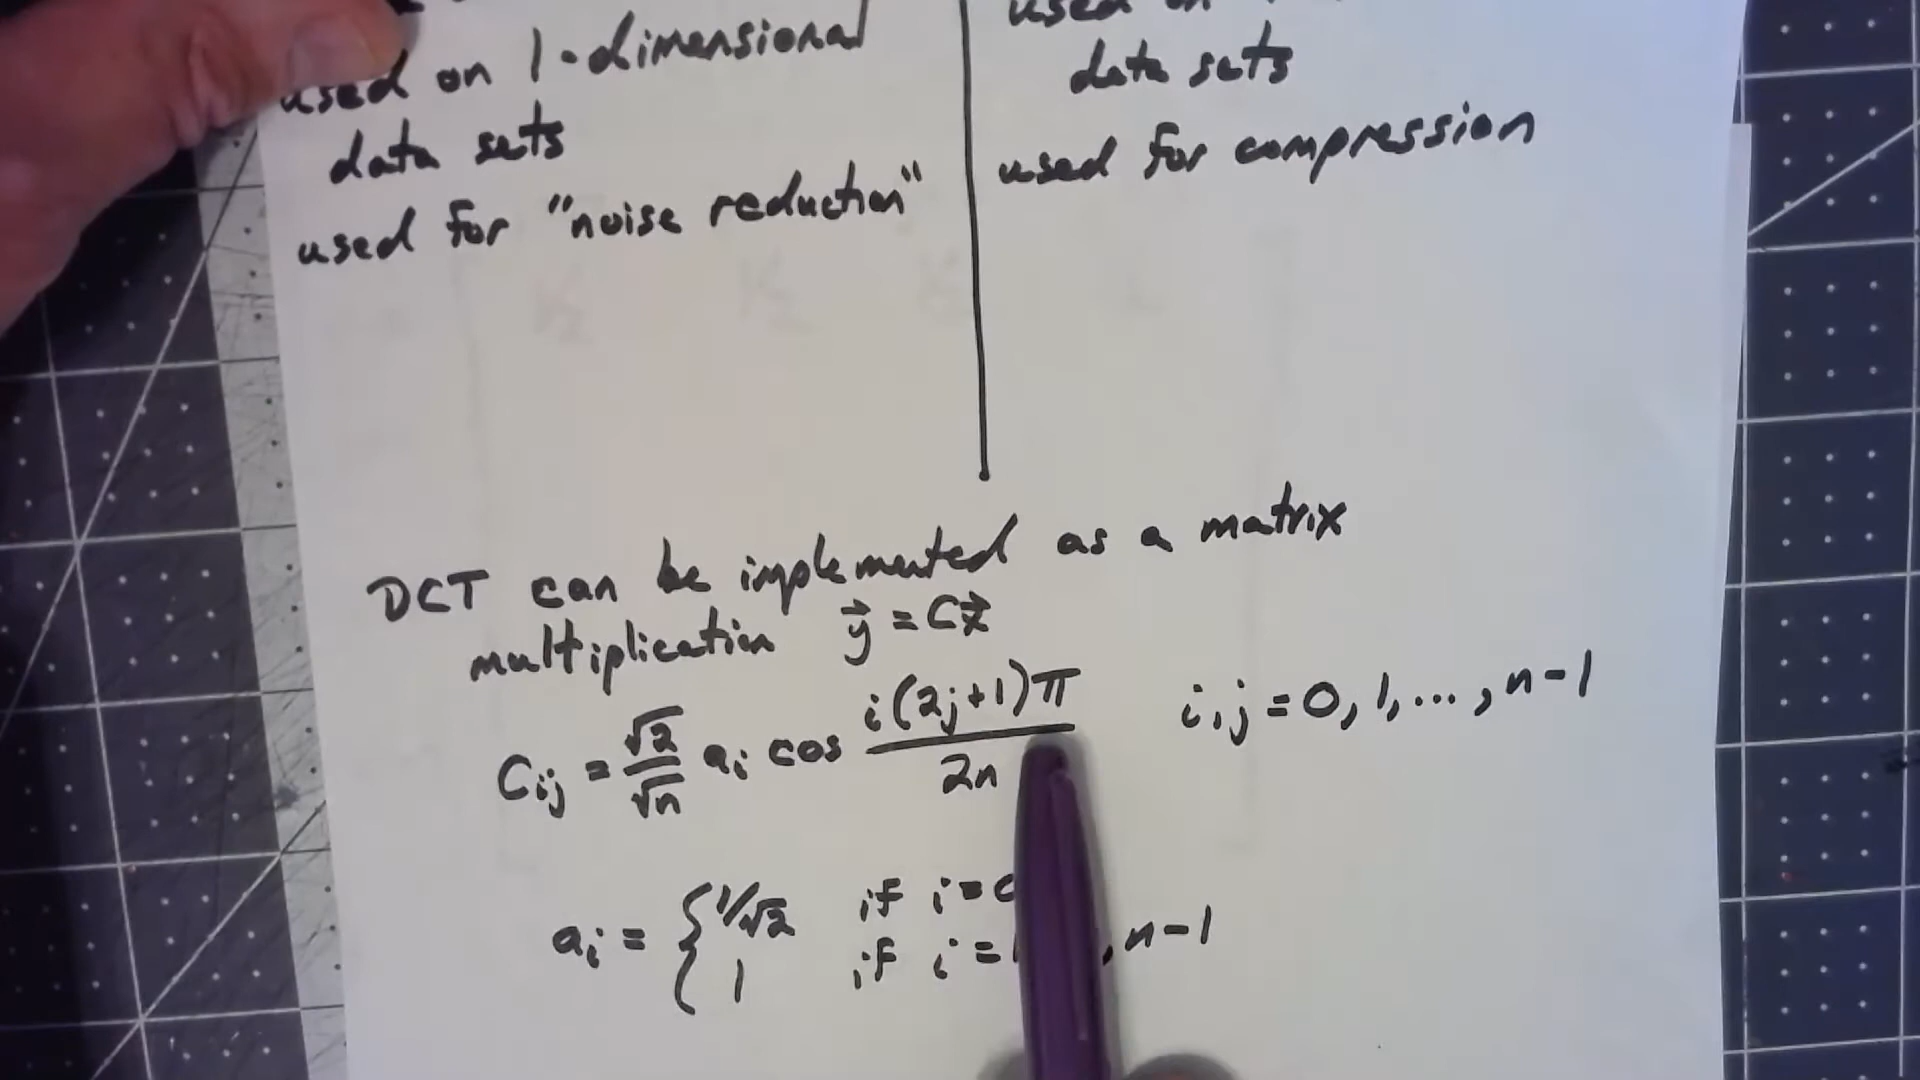 used on 1-dimensional
data sets
used for "noise reduction"
used on
data sets
used for compression
DCT can be implemented as a matrix
multiplication y⃗ = Cx⃗
Cij = √2/√n ai cos i(2j+1)π/2n i,j = 0, 1, ..., n-1
ai = { 1/√2 if i=
1 if i= , n-1